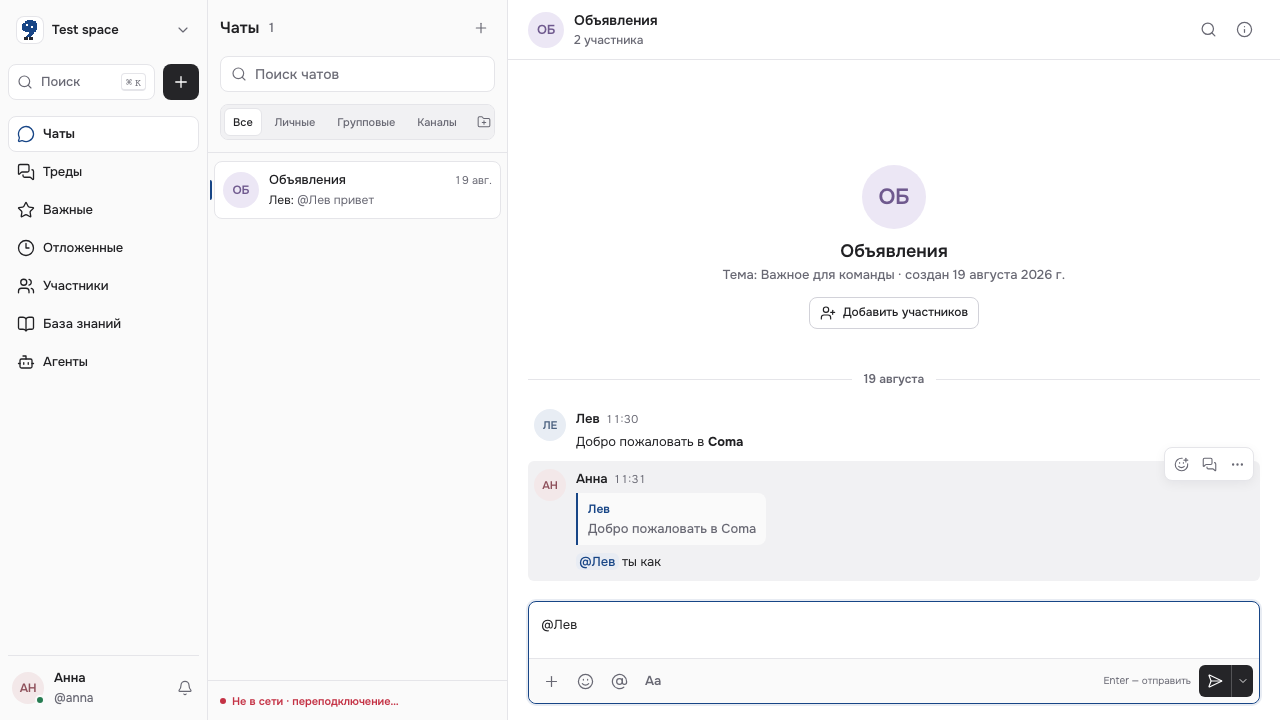 Test space
Поиск
⌘ K
Чаты
Треды
Важные
Отложенные
Участники
База знаний
Агенты
АН
Анна
@anna
Чаты 1
Поиск чатов
Все Личные Групповые Каналы
ОБ
Объявления 19 авг.
Лев: @Лев привет
Не в сети · переподключение…
ОБ
Объявления
2 участника
ОБ
Объявления
Тема: Важное для команды · создан 19 августа 2026 г.
Добавить участников
19 августа
ЛЕ
Лев 11:30
Добро пожаловать в Coma
АН
Анна 11:31
Лев
Добро пожаловать в Coma
@Лев ты как
@Лев
Aa
Enter — отправить